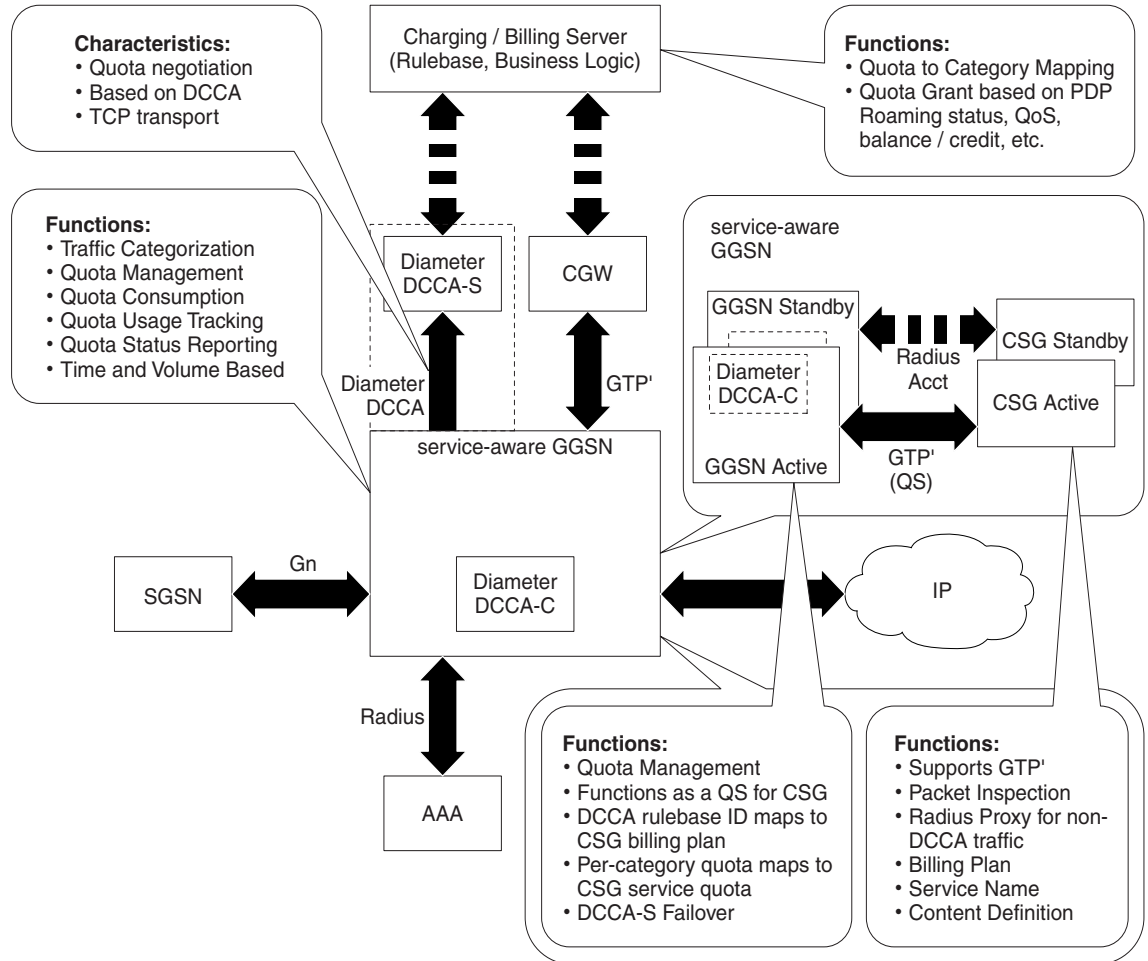 Characteristics:
• Quota negotiation
• Based on DCCA
• TCP transport
Charging / Billing Server
(Rulebase, Business Logic)
Functions:
• Quota to Category Mapping
• Quota Grant based on PDP
Roaming status, QoS,
balance / credit, etc.
Functions:
• Traffic Categorization
• Quota Management
• Quota Consumption
• Quota Usage Tracking
• Quota Status Reporting
• Time and Volume Based
Diameter
DCCA-S
CGW
Diameter
DCCA
GTP'
service-aware
GGSN
GGSN Standby
Diameter
DCCA-C
GGSN Active
Radius
Acct
CSG Standby
CSG Active
GTP'
(QS)
service-aware GGSN
Diameter
DCCA-C
SGSN
Gn
IP
Radius
AAA
Functions:
• Quota Management
• Functions as a QS for CSG
• DCCA rulebase ID maps to
CSG billing plan
• Per-category quota maps to
CSG service quota
• DCCA-S Failover
Functions:
• Supports GTP'
• Packet Inspection
• Radius Proxy for non-
DCCA traffic
• Billing Plan
• Service Name
• Content Definition